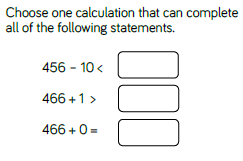 Choose one calculation that can complete
all of the following statements.
456 - 10 <
466 + 1 >
466 + 0 =